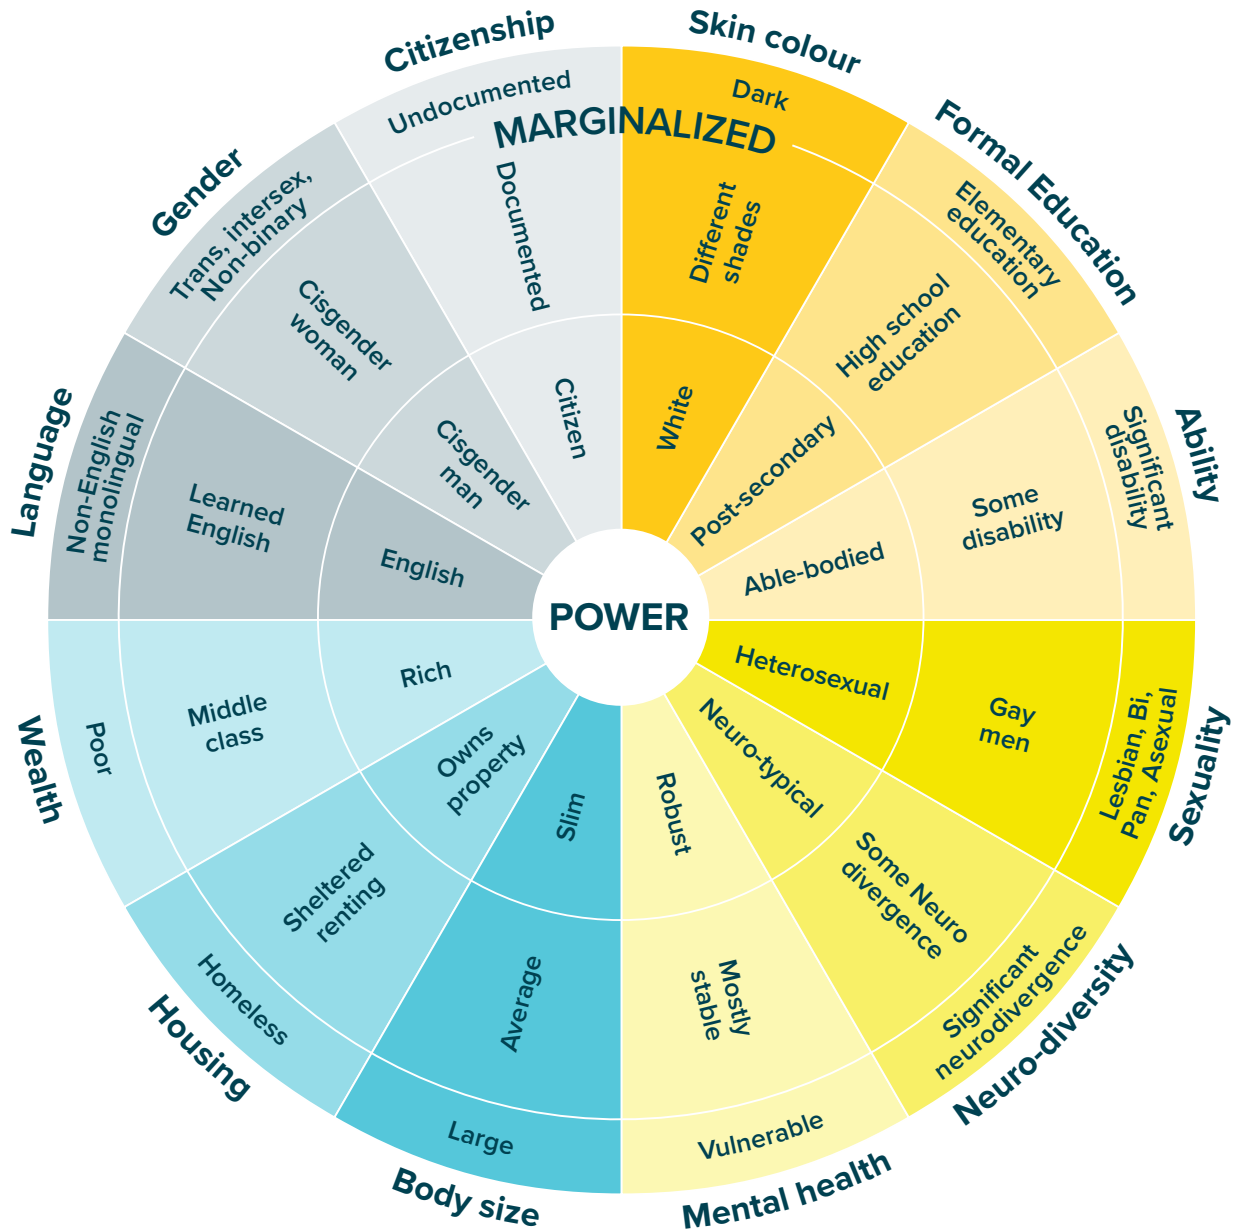 Citizenship
Skin colour
Formal Education
Ability
Sexuality
Neuro-diversity
Mental health
Body size
Housing
Wealth
Language
Gender
MARGINALIZED
POWER
Undocumented
Documented
Citizen
Dark
Different
shades
White
Elementary
education
High school
education
Post-secondary
Significant
disability
Some
disability
Able-bodied
Lesbian, Bi,
Pan, Asexual
Gay
men
Heterosexual
Significant
neurodivergence
Some Neuro
divergence
Neuro-typical
Vulnerable
Mostly
stable
Robust
Large
Average
Slim
Homeless
Sheltered
renting
Owns
property
Poor
Middle
class
Rich
Non-English
monolingual
Learned
English
English
Trans, intersex,
Non-binary
Cisgender
woman
Cisgender
man